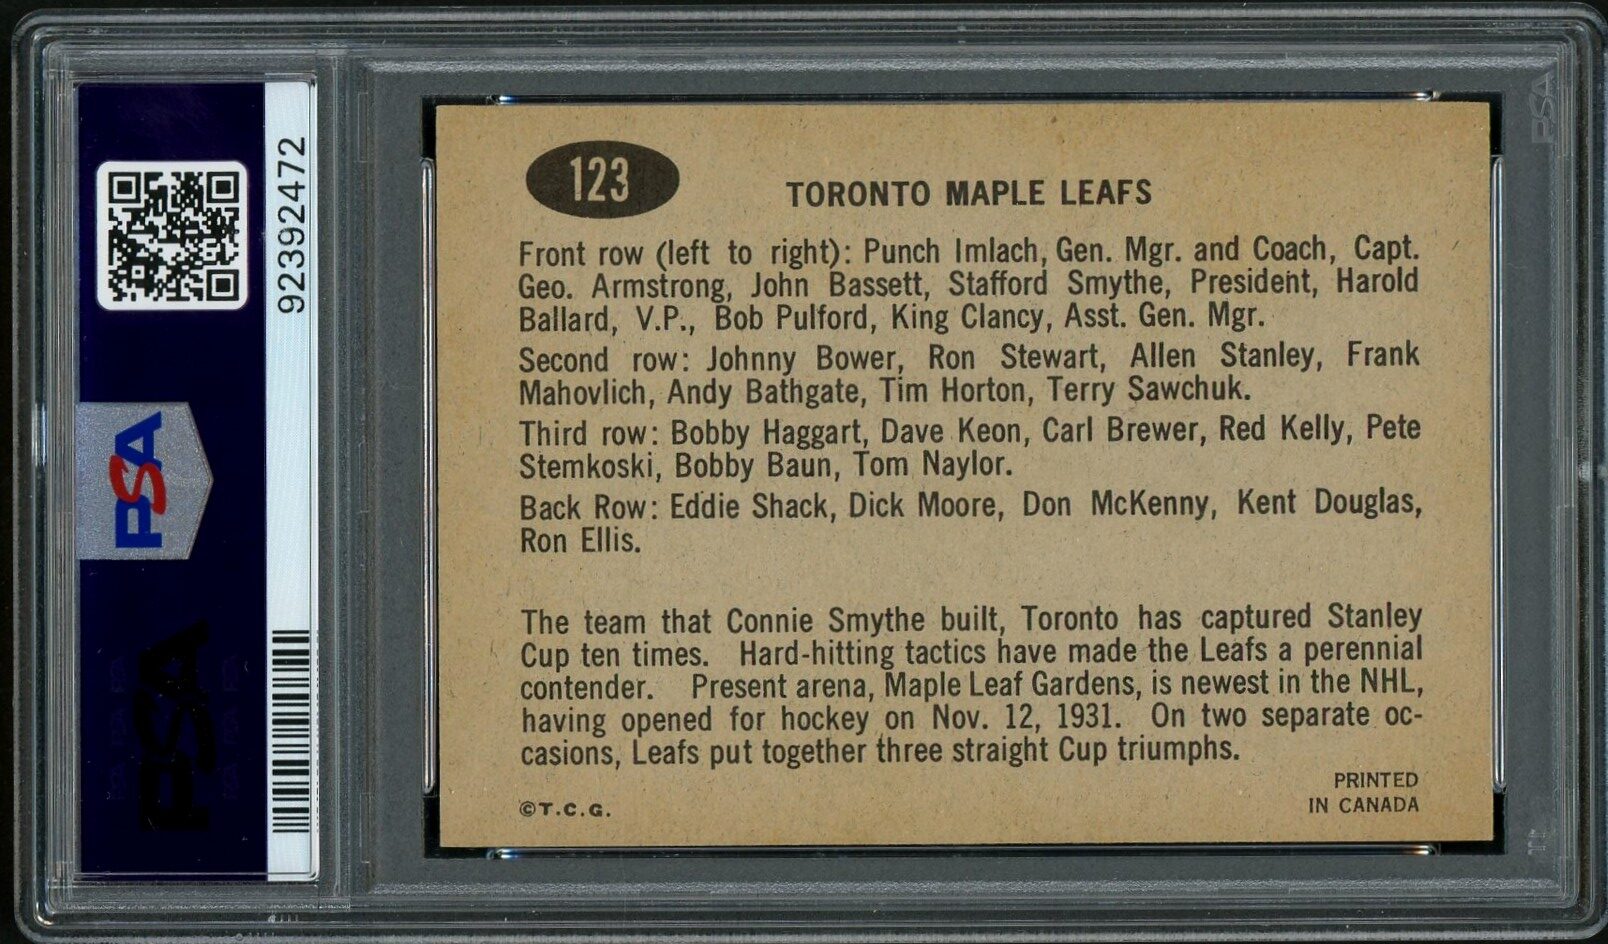 123
TORONTO MAPLE LEAFS
Front row (left to right): Punch Imlach, Gen. Mgr. and Coach, Capt.
Geo. Armstrong, John Bassett, Stafford Smythe, President, Harold
Ballard, V.P., Bob Pulford, King Clancy, Asst. Gen. Mgr.
Second row: Johnny Bower, Ron Stewart, Allen Stanley, Frank
Mahovlich, Andy Bathgate, Tim Horton, Terry Sawchuk.
Third row: Bobby Haggart, Dave Keon, Carl Brewer, Red Kelly, Pete
Stemkoski, Bobby Baun, Tom Naylor.
Back Row: Eddie Shack, Dick Moore, Don McKenny, Kent Douglas,
Ron Ellis.
The team that Connie Smythe built, Toronto has captured Stanley
Cup ten times. Hard-hitting tactics have made the Leafs a perennial
contender. Present arena, Maple Leaf Gardens, is newest in the NHL,
having opened for hockey on Nov. 12, 1931. On two separate oc-
casions, Leafs put together three straight Cup triumphs.
PRINTED
IN CANADA
©T.C.G.
92392472
PSA
PSA
PSA